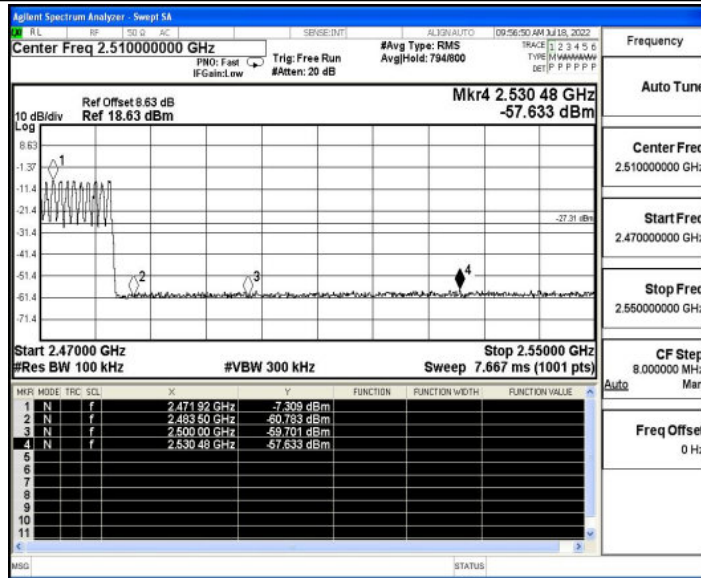 Agilent Spectrum Analyzer - Swept SA
RL RF 50 Ω AC SENSE:INT ALIGNAUTO 09:56:50 AM Jul 18, 2022
Center Freq 2.510000000 GHz
PNO: Fast
IFGain:Low
Trig: Free Run
#Atten: 20 dB
#Avg Type: RMS
Avg|Hold: 794/800
TRACE 1 2 3 4 5 6
TYPE M
DET P P P P P P
Ref Offset 8.63 dB
Ref 18.63 dBm
10 dB/div
Log
Mkr4 2.530 48 GHz
-57.633 dBm
8.63
-1.37
-11.4
-21.4
-31.4
-41.4
-51.4
-61.4
-71.4
1
2
3
4
-27.31 dBm
Start 2.47000 GHz
Stop 2.55000 GHz
#Res BW 100 kHz #VBW 300 kHz Sweep 7.667 ms (1001 pts)
MKR MODE TRC SCL X Y FUNCTION FUNCTION WIDTH FUNCTION VALUE
1 N f 2.471 92 GHz -7.309 dBm
2 N f 2.483 50 GHz -60.783 dBm
3 N f 2.500 00 GHz -59.701 dBm
4 N f 2.530 48 GHz -57.633 dBm
5
6
7
8
9
10
11
MSG STATUS
Frequency
Auto Tune
Center Freq
2.510000000 GHz
Start Freq
2.470000000 GHz
Stop Freq
2.550000000 GHz
CF Step
8.000000 MHz
Auto Man
Freq Offset
0 Hz